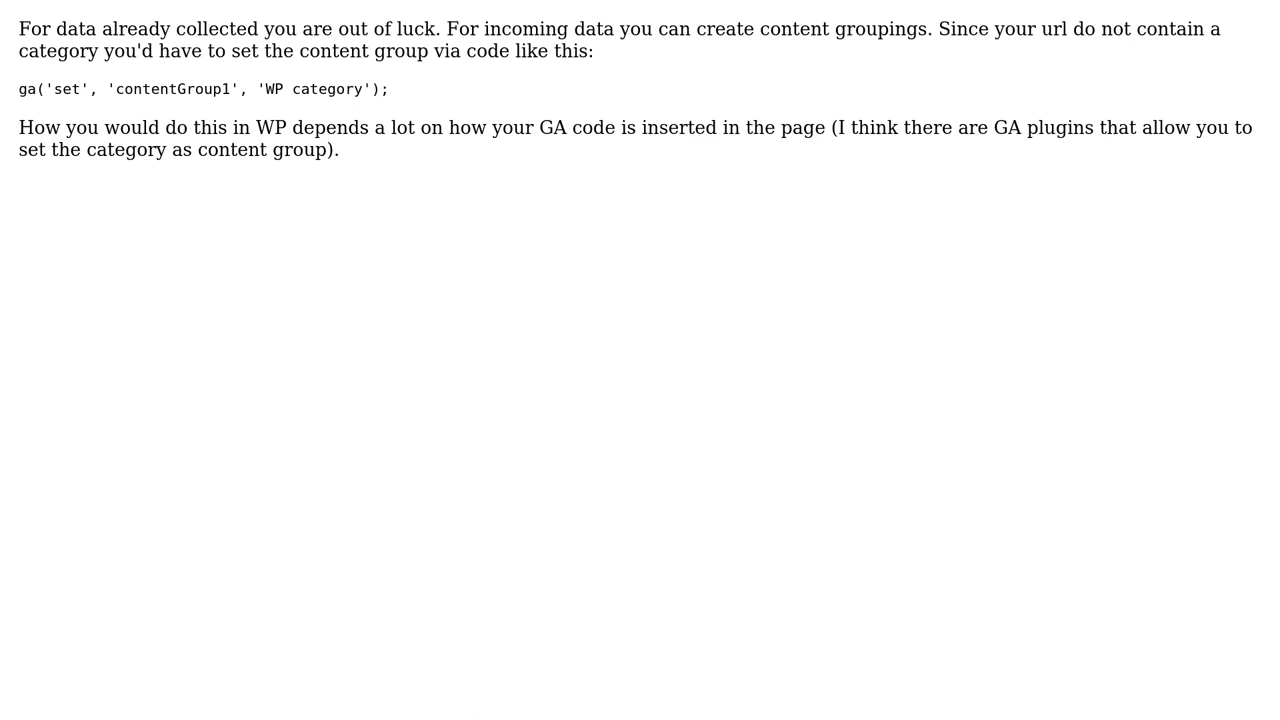 For data already collected you are out of luck. For incoming data you can create content groupings. Since your url do not contain a
category you'd have to set the content group via code like this:
ga('set', 'contentGroup1', 'WP category');
How you would do this in WP depends a lot on how your GA code is inserted in the page (I think there are GA plugins that allow you to
set the category as content group).